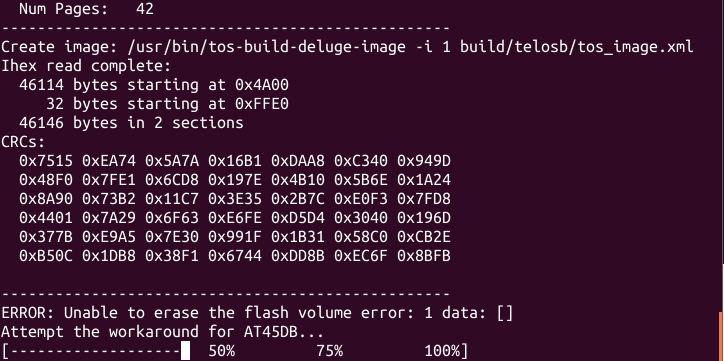 Num Pages:   42
--------------------------------------------------
Create image: /usr/bin/tos-build-deluge-image -i 1 build/telosb/tos_image.xml
Ihex read complete:
  46114 bytes starting at 0x4A00
     32 bytes starting at 0xFFE0
  46146 bytes in 2 sections
CRCs:
  0x7515 0xEA74 0x5A7A 0x16B1 0xDAA8 0xC340 0x949D
  0x48F0 0x7FE1 0x6CD8 0x197E 0x4B10 0x5B6E 0x1A24
  0x8A90 0x73B2 0x11C7 0x3E35 0x2B7C 0xE0F3 0x7FD8
  0x4401 0x7A29 0x6F63 0xE6FE 0xD5D4 0x3040 0x196D
  0x377B 0xE9A5 0x7E30 0x991F 0x1B31 0x58C0 0xCB2E
  0xB50C 0x1DB8 0x38F1 0x6744 0xDD8B 0xEC6F 0x8BFB
--------------------------------------------------
ERROR: Unable to erase the flash volume error: 1 data: []
Attempt the workaround for AT45DB...
[-------------------  50%         75%         100%]